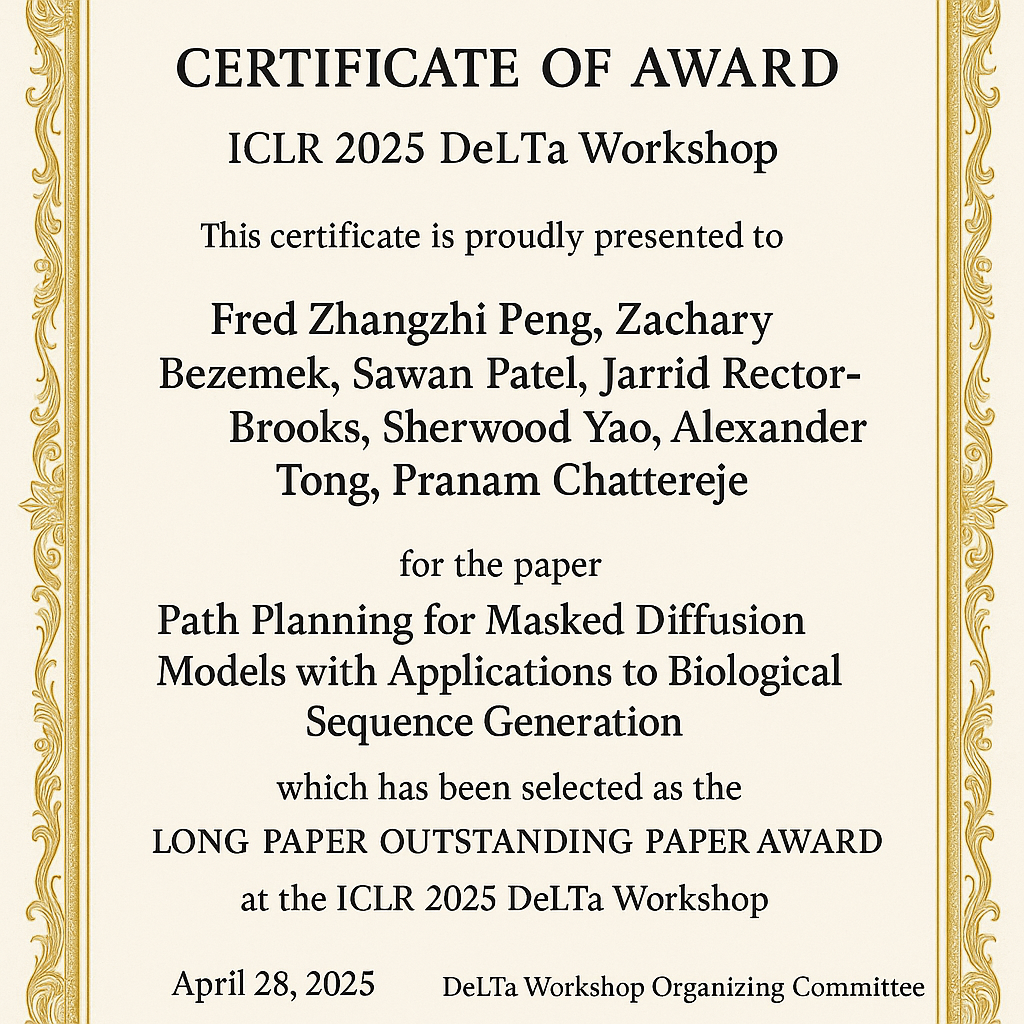 CERTIFICATE OF AWARD
ICLR 2025 DeLTa Workshop
This certificate is proudly presented to
Fred Zhangzhi Peng, Zachary
Bezemek, Sawan Patel, Jarrid Rector-
Brooks, Sherwood Yao, Alexander
Tong, Pranam Chattereje
for the paper
Path Planning for Masked Diffusion
Models with Applications to Biological
Sequence Generation
which has been selected as the
LONG PAPER OUTSTANDING PAPER AWARD
at the ICLR 2025 DeLTa Workshop
April 28, 2025 DeLTa Workshop Organizing Committee